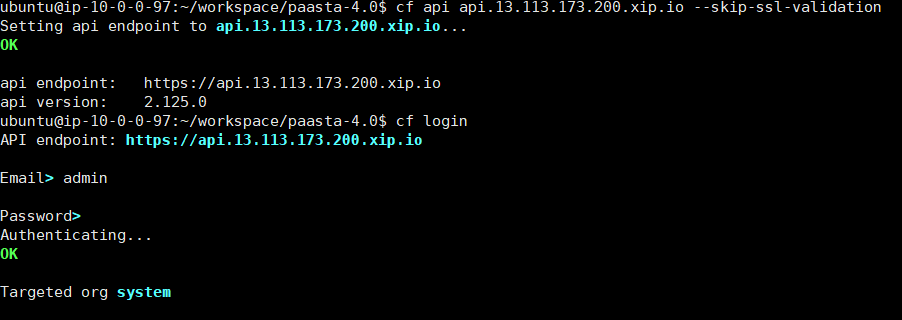 ubuntu@ip-10-0-0-97:~/workspace/paasta-4.0$ cf api api.13.113.173.200.xip.io --skip-ssl-validation
Setting api endpoint to api.13.113.173.200.xip.io...
OK
api endpoint:   https://api.13.113.173.200.xip.io
api version:    2.125.0
ubuntu@ip-10-0-0-97:~/workspace/paasta-4.0$ cf login
API endpoint: https://api.13.113.173.200.xip.io
Email> admin
Password>
Authenticating...
OK
Targeted org system